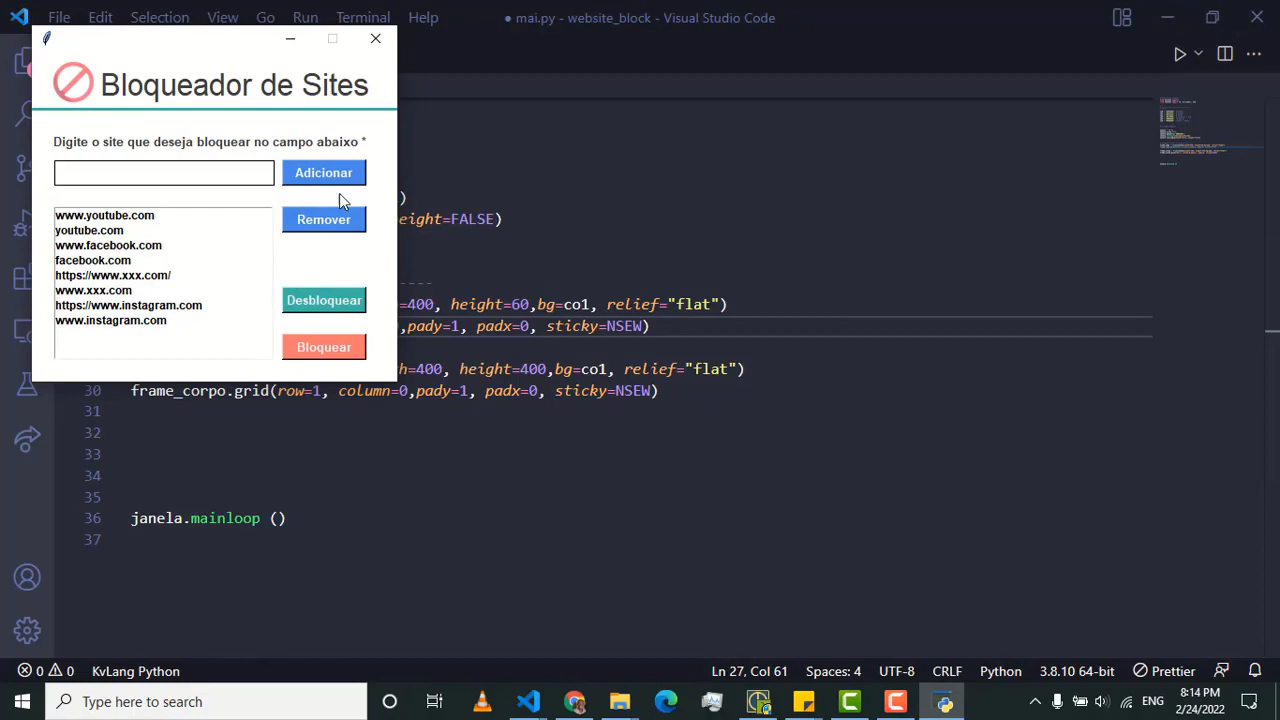 File Edit Selection View Go Run Terminal Help
● mai.py - website_block - Visual Studio Code
Bloqueador de Sites
Digite o site que deseja bloquear no campo abaixo *
Adicionar
Remover
www.youtube.com
youtube.com
www.facebook.com
facebook.com
https://www.xxx.com/
www.xxx.com
https://www.instagram.com
www.instagram.com
Desbloquear
Bloquear
)
eight=FALSE)
----
=400, height=60,bg=co1, relief="flat")
,pady=1, padx=0, sticky=NSEW)
h=400, height=400,bg=co1, relief="flat")
30 frame_corpo.grid(row=1, column=0,pady=1, padx=0, sticky=NSEW)
31
32
33
34
35
36 janela.mainloop ()
37
0 0 KvLang Python
Ln 27, Col 61 Spaces: 4 UTF-8 CRLF Python 3.8.10 64-bit Prettier
Type here to search
ENG
8:14 PM
2/24/2022